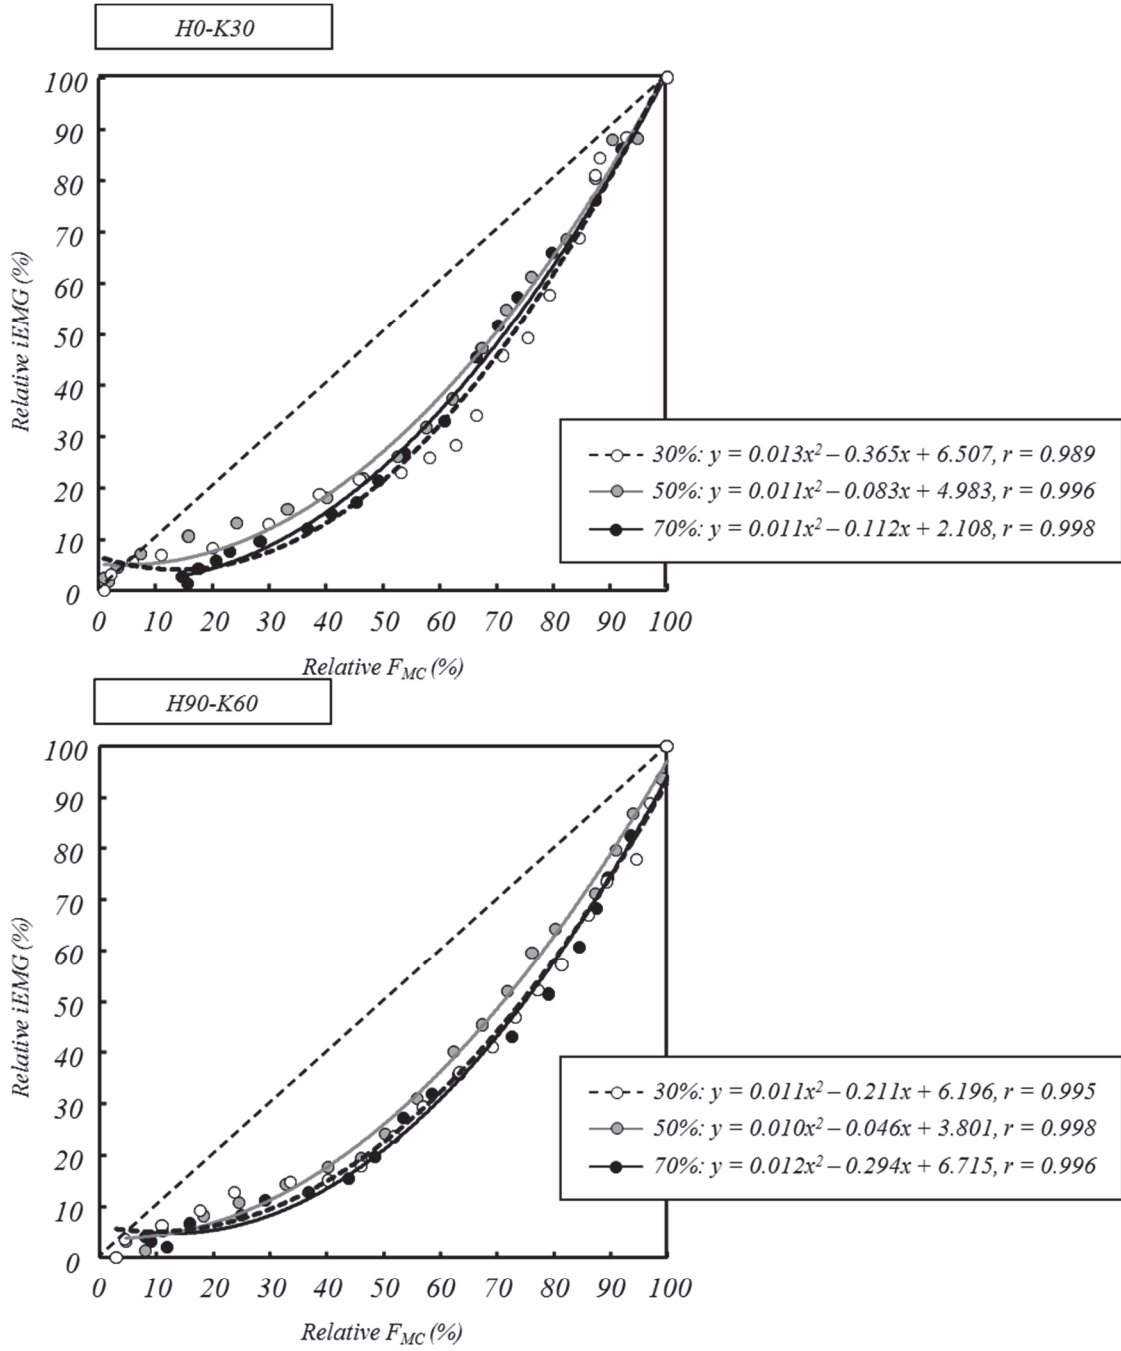 H0-K30
100
90
80
70
60
50
40
30
20
10
0
Relative iEMG (%)
30%: y = 0.013x² – 0.365x + 6.507, r = 0.989
50%: y = 0.011x² – 0.083x + 4.983, r = 0.996
70%: y = 0.011x² – 0.112x + 2.108, r = 0.998
0 10 20 30 40 50 60 70 80 90 100
Relative F_MC (%)
H90-K60
100
90
80
70
60
50
40
30
20
10
0
Relative iEMG (%)
30%: y = 0.011x² – 0.211x + 6.196, r = 0.995
50%: y = 0.010x² – 0.046x + 3.801, r = 0.998
70%: y = 0.012x² – 0.294x + 6.715, r = 0.996
0 10 20 30 40 50 60 70 80 90 100
Relative F_MC (%)